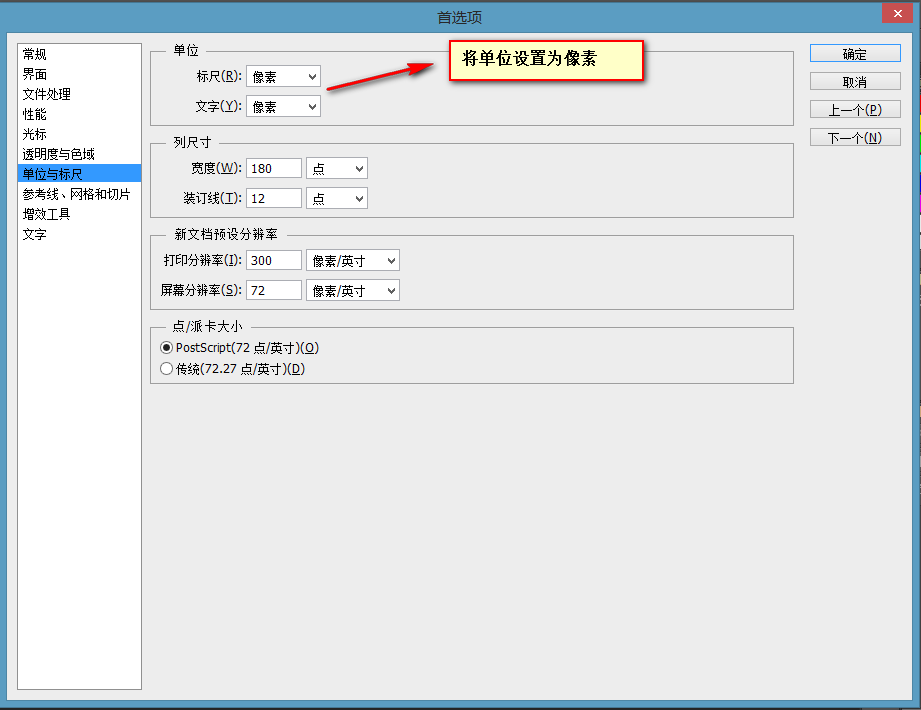 首选项
常规
界面
文件处理
性能
光标
透明度与色域
单位与标尺
参考线、网格和切片
增效工具
文字
单位
标尺(R): 像素
文字(Y): 像素
将单位设置为像素
列尺寸
宽度(W): 180 点
装订线(T): 12 点
新文档预设分辨率
打印分辨率(I): 300 像素/英寸
屏幕分辨率(S): 72 像素/英寸
点/派卡大小
PostScript(72 点/英寸)(O)
传统(72.27 点/英寸)(D)
确定
取消
上一个(P)
下一个(N)